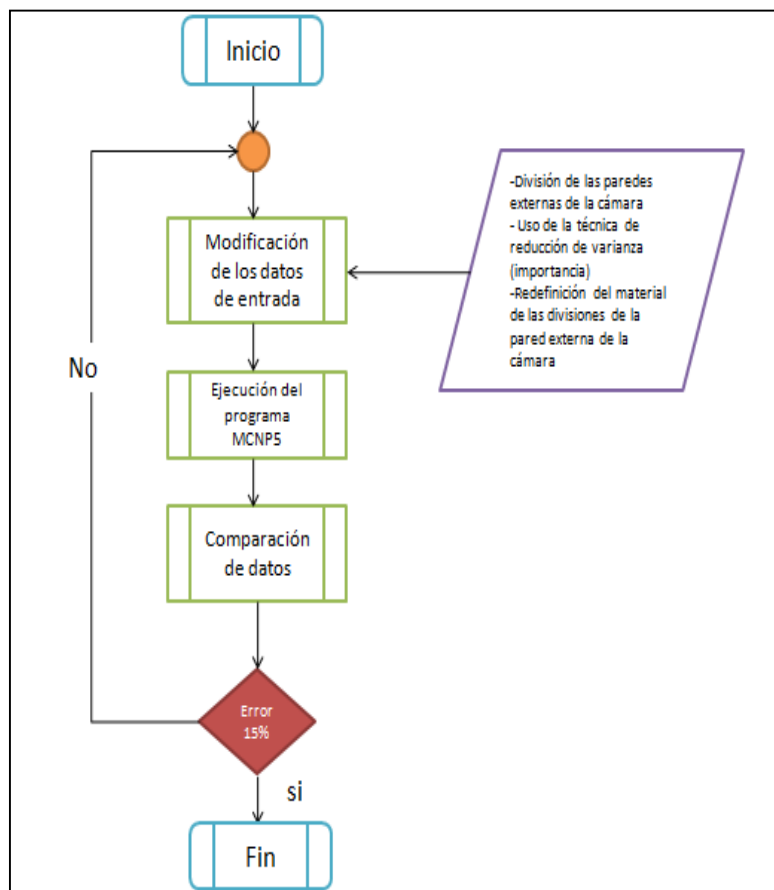 Inicio
Modificación
de los datos
de entrada
-División de las paredes
externas de la cámara
- Uso de la técnica de
reducción de varianza
(importancia)
-Redefinición del material
de las divisiones de la
pared externa de la
cámara
No
Ejecución del
programa
MCNP5
Comparación
de datos
Error
15%
si
Fin